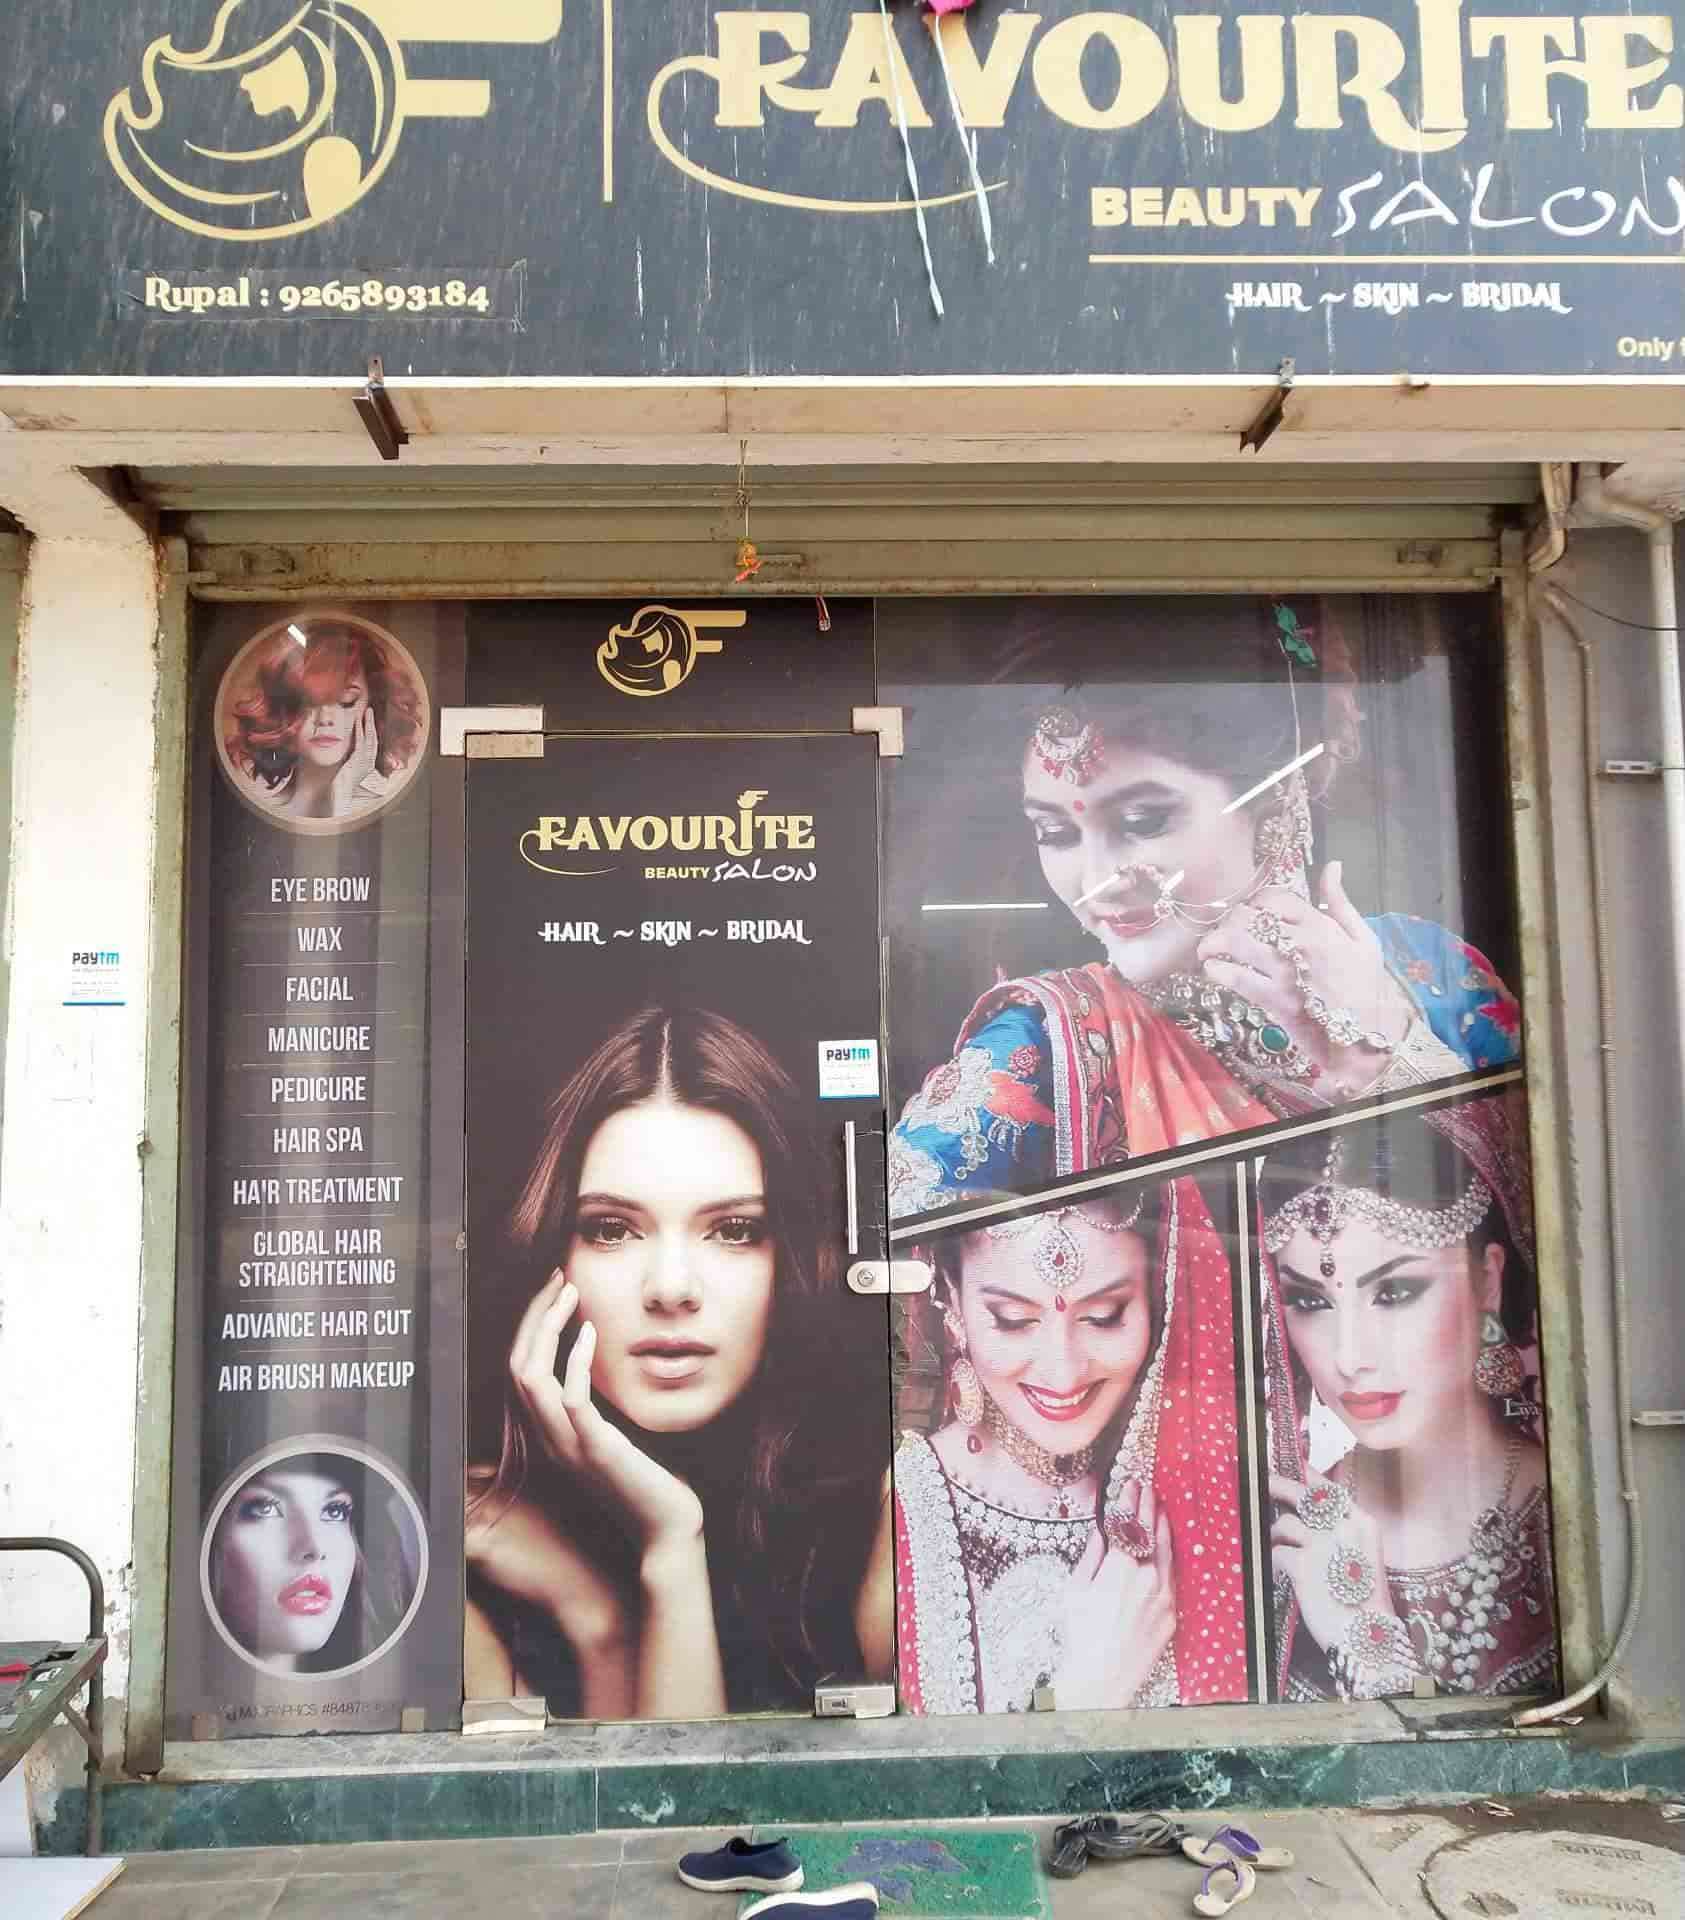 FAVOURITE
BEAUTY SALON
Rupal : 9265893184
HAIR ~ SKIN ~ BRIDAL
Only
F
FAVOURITE
BEAUTY SALON
HAIR ~ SKIN ~ BRIDAL
EYE BROW
WAX
FACIAL
MANICURE
PEDICURE
HAIR SPA
HAIR TREATMENT
GLOBAL HAIR
STRAIGHTENING
ADVANCE HAIR CUT
AIR BRUSH MAKEUP
paytm
paytm